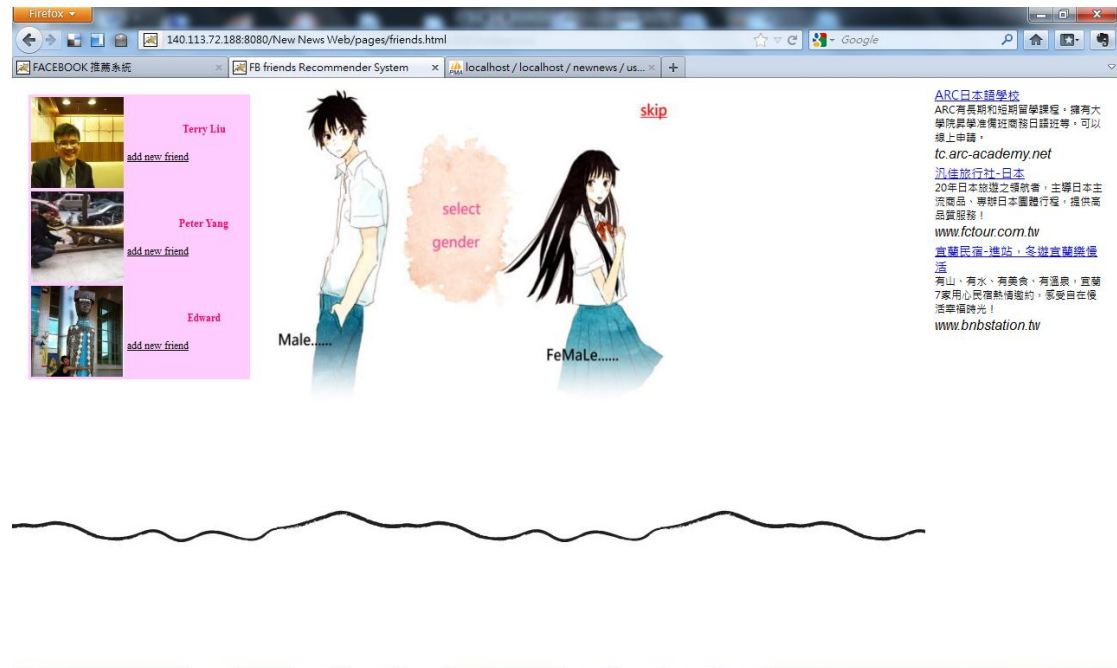 Firefox
140.113.72.188:8080/New News Web/pages/friends.html
Google
FACEBOOK 推薦系統
FB friends Recommender System
localhost / localhost / newnews / us...
Terry Liu
add new friend
Peter Yang
add new friend
Edward
add new friend
skip
select
gender
Male......
FeMaLe......
ARC日本語學校
ARC有長期和短期留學課程。擁有大
學院昇學準備班商務日語班等。可以
線上申請。
tc.arc-academy.net
汎佳旅行社-日本
20年日本旅遊之領航者，主導日本主
流商品、專辦日本團體行程，提供高
品質服務！
www.fctour.com.tw
宜蘭民宿-進站，冬遊宜蘭樂慢
活
有山、有水、有美食、有溫泉，宜蘭
7家用心民宿熱情邀約，感受自在慢
活幸福時光！
www.bnbstation.tw